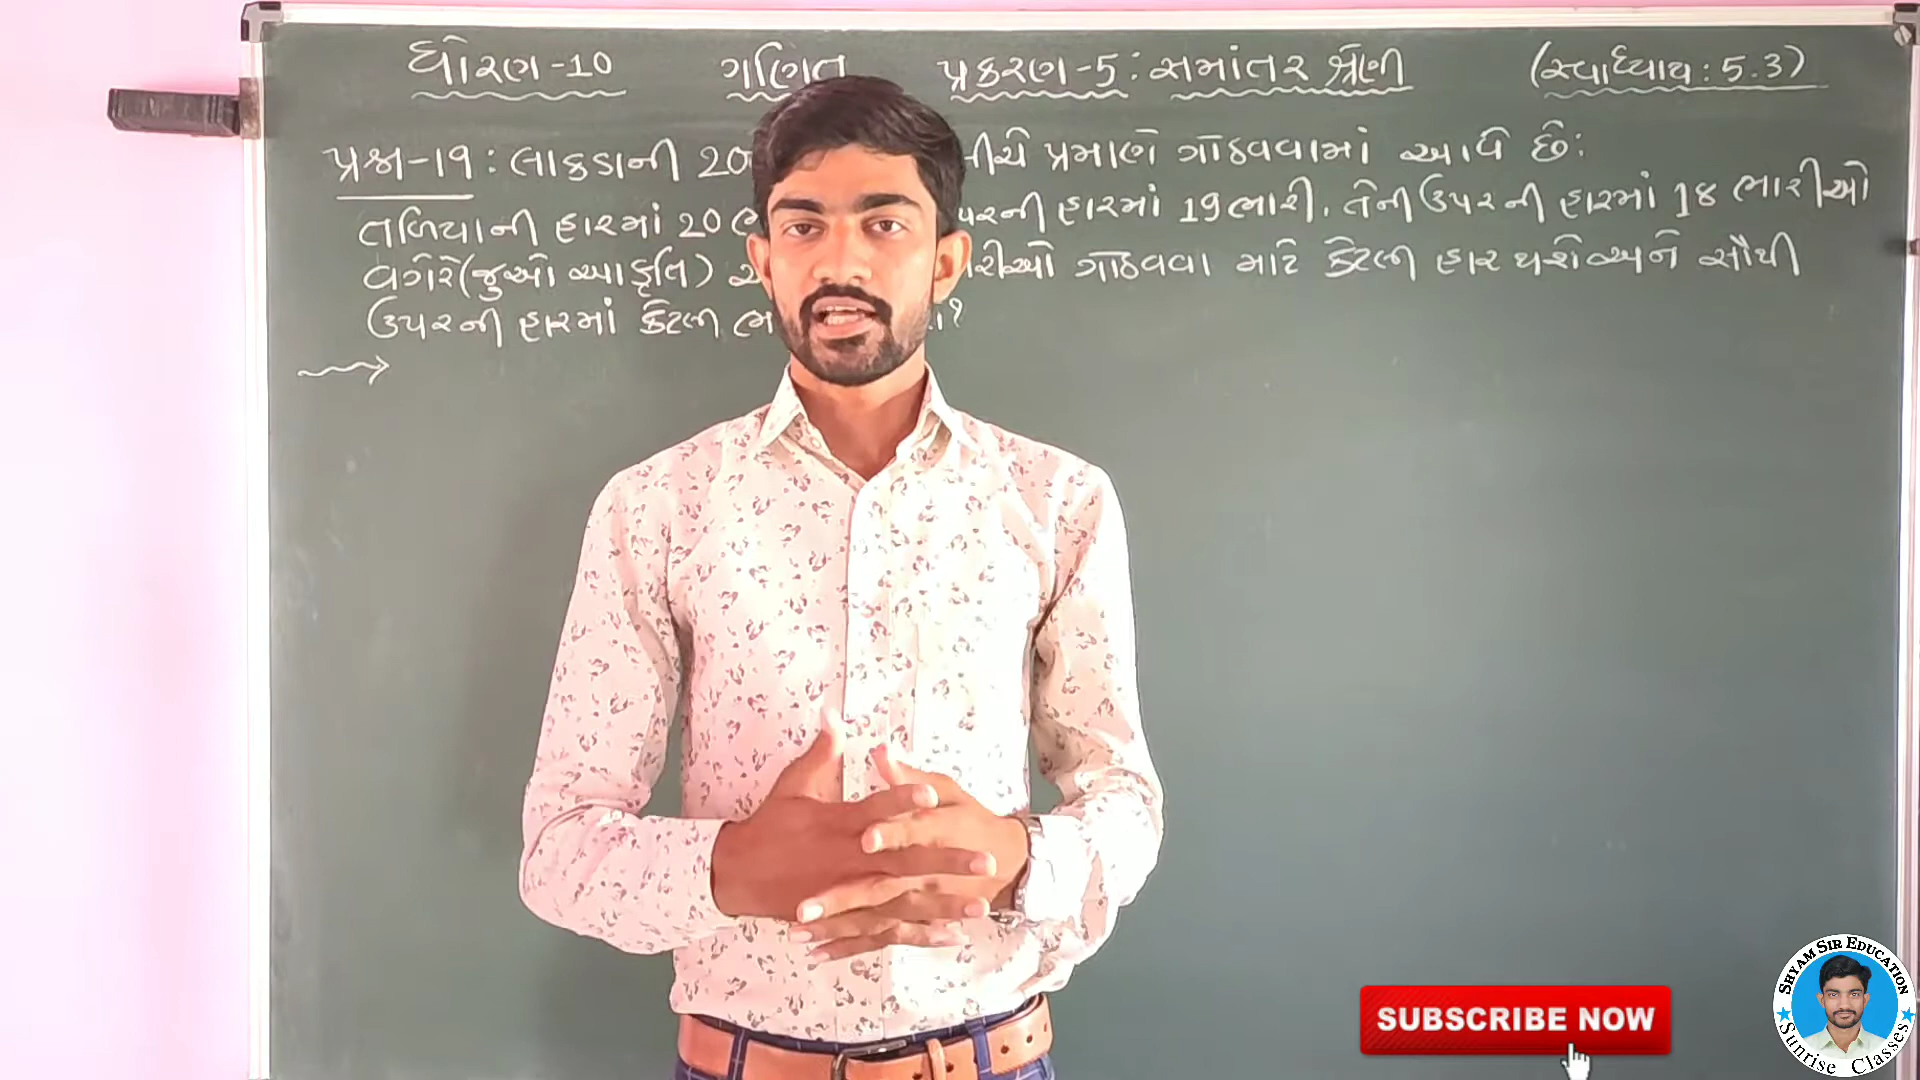 ધોરણ-10 ગણિત પ્રકરણ-5: સમાંતર શ્રેણી (સ્વાધ્યાય: 5.3)
પ્રશ્ન-19: લાકડાની 20 નીચે પ્રમાણે ગોઠવવામાં આવે છે:
તળિયાની હારમાં 20 હારમાં 19 ભારી, તેની ઉપરની હારમાં 18 ભારીઓ
વગેરે(જુઓ આકૃતિ) ગોઠવવા માટે કેટલી હાર થશે અને સૌથી
ઉપરની હારમાં કેટલી
SUBSCRIBE NOW
SHYAM SIR EDUCATION
Sunrise Classes